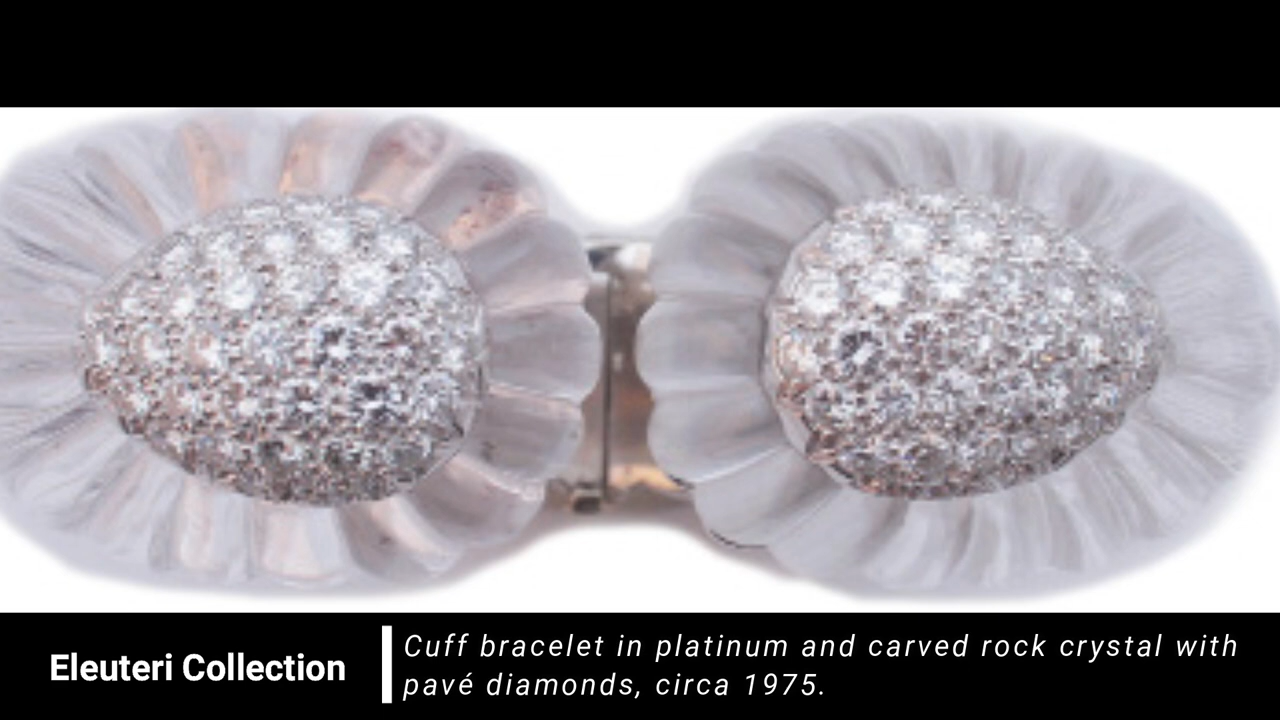 Eleuteri Collection
Cuff bracelet in platinum and carved rock crystal with
pavé diamonds, circa 1975.